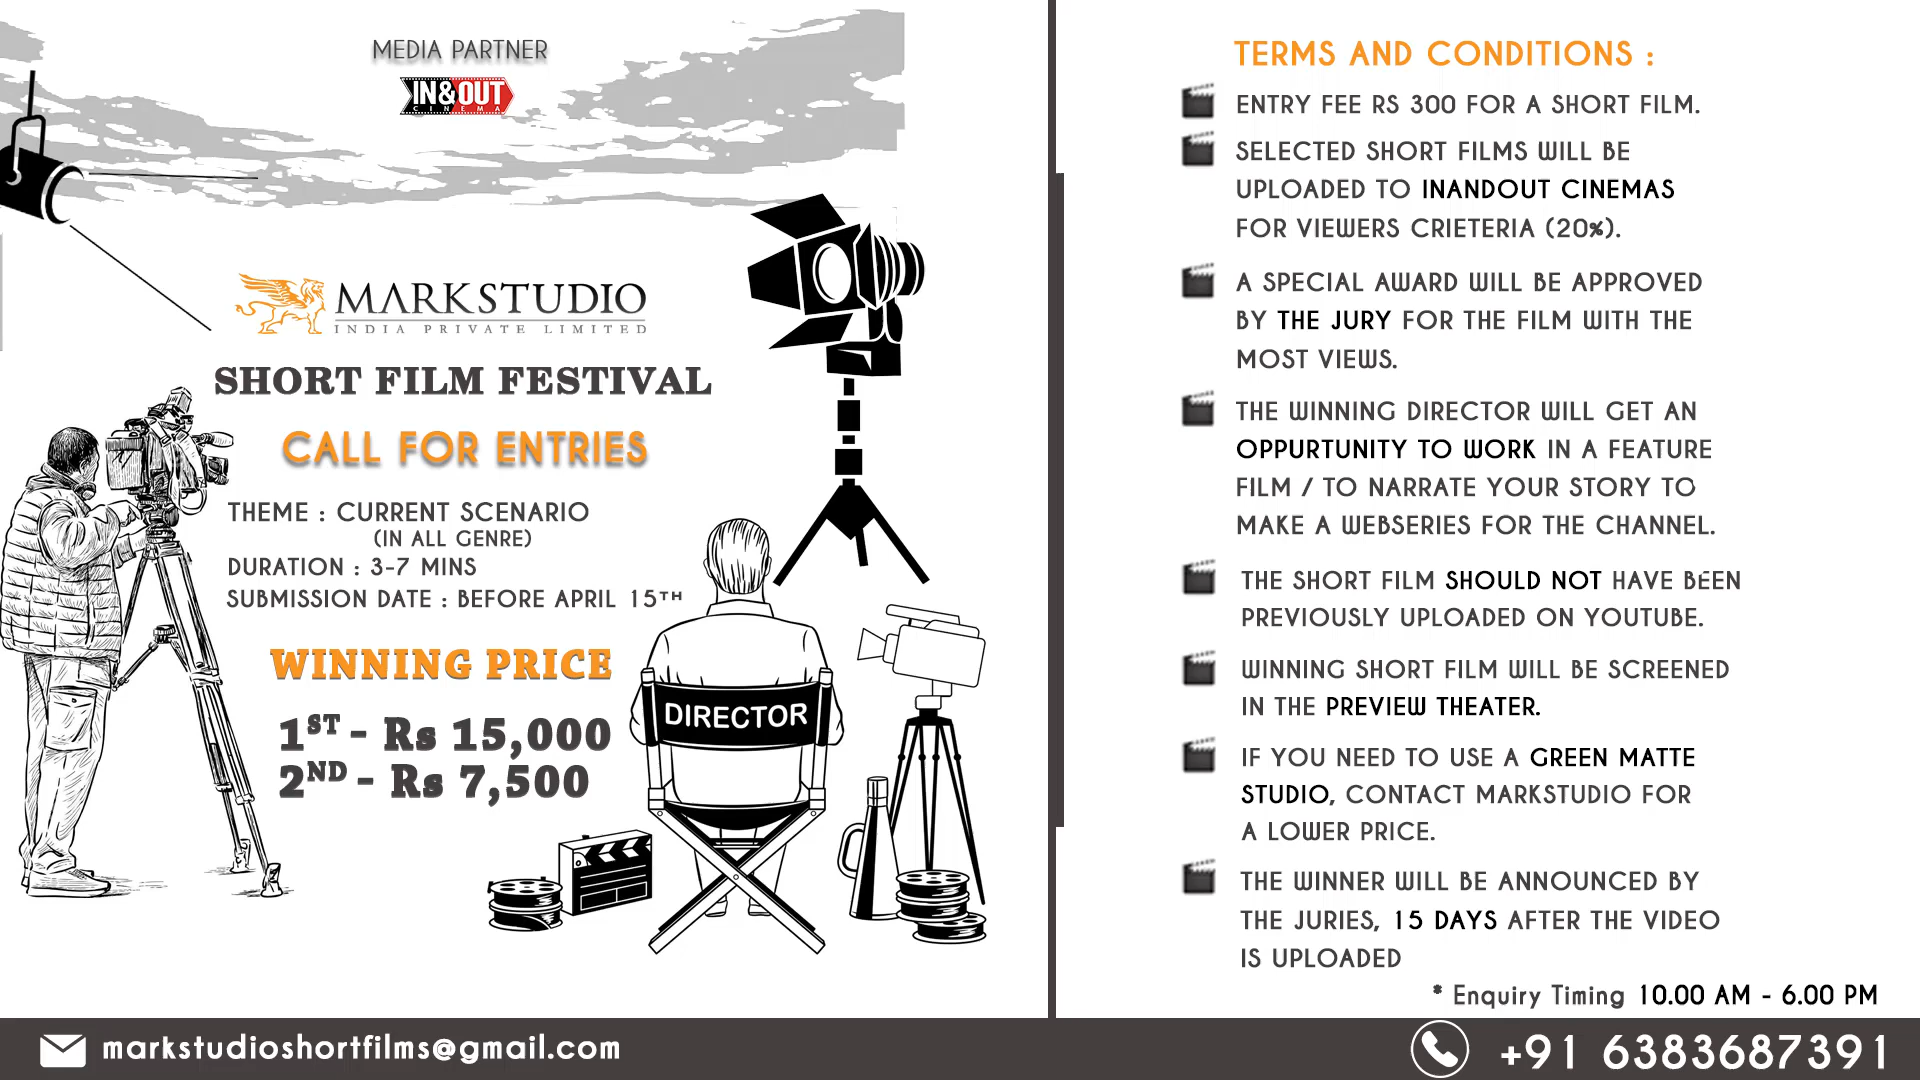 MEDIA PARTNER
IN&OUT
CINEMA
MARKSTUDIO
INDIA PRIVATE LIMITED
SHORT FILM FESTIVAL
CALL FOR ENTRIES
THEME : CURRENT SCENARIO
(IN ALL GENRE)
DURATION : 3-7 MINS
SUBMISSION DATE : BEFORE APRIL 15TH
WINNING PRICE
1ST - Rs 15,000
2ND - Rs 7,500
DIRECTOR
TERMS AND CONDITIONS :
ENTRY FEE RS 300 FOR A SHORT FILM.
SELECTED SHORT FILMS WILL BE
UPLOADED TO INANDOUT CINEMAS
FOR VIEWERS CRIETERIA (20%).
A SPECIAL AWARD WILL BE APPROVED
BY THE JURY FOR THE FILM WITH THE
MOST VIEWS.
THE WINNING DIRECTOR WILL GET AN
OPPURTUNITY TO WORK IN A FEATURE
FILM / TO NARRATE YOUR STORY TO
MAKE A WEBSERIES FOR THE CHANNEL.
THE SHORT FILM SHOULD NOT HAVE BEEN
PREVIOUSLY UPLOADED ON YOUTUBE.
WINNING SHORT FILM WILL BE SCREENED
IN THE PREVIEW THEATER.
IF YOU NEED TO USE A GREEN MATTE
STUDIO, CONTACT MARKSTUDIO FOR
A LOWER PRICE.
THE WINNER WILL BE ANNOUNCED BY
THE JURIES, 15 DAYS AFTER THE VIDEO
IS UPLOADED
* Enquiry Timing 10.00 AM - 6.00 PM
markstudioshortfilms@gmail.com
+91 6383687391